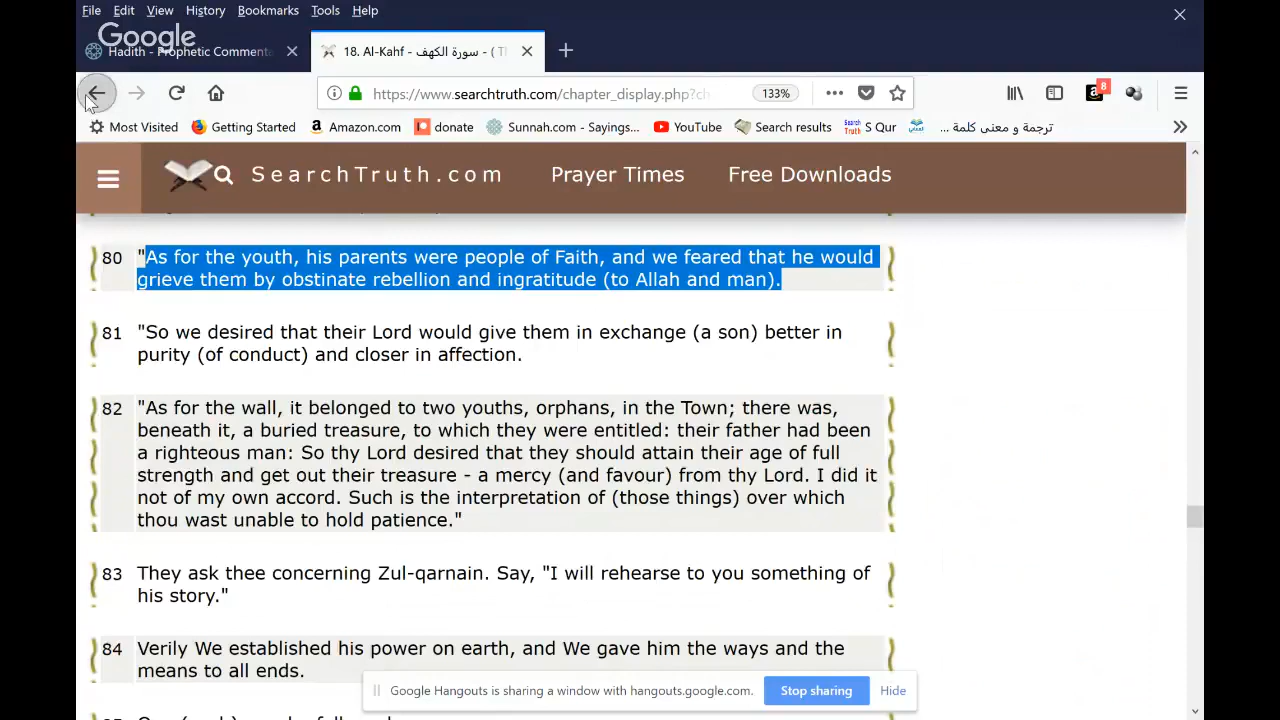 File Edit View History Bookmarks Tools Help
Google
Hadith - Prophetic Comment
18. Al-Kahf - سورة الكهف - ( Th
https://www.searchtruth.com/chapter_display.php?ch
133%
8
Most Visited Getting Started Amazon.com donate Sunnah.com - Sayings... YouTube Search results Search Truth S Qur ترجمة و معنى كلمة ...
SearchTruth.com Prayer Times Free Downloads
80 "As for the youth, his parents were people of Faith, and we feared that he would
grieve them by obstinate rebellion and ingratitude (to Allah and man).
81 "So we desired that their Lord would give them in exchange (a son) better in
purity (of conduct) and closer in affection.
82 "As for the wall, it belonged to two youths, orphans, in the Town; there was,
beneath it, a buried treasure, to which they were entitled: their father had been
a righteous man: So thy Lord desired that they should attain their age of full
strength and get out their treasure - a mercy (and favour) from thy Lord. I did it
not of my own accord. Such is the interpretation of (those things) over which
thou wast unable to hold patience."
83 They ask thee concerning Zul-qarnain. Say, "I will rehearse to you something of
his story."
84 Verily We established his power on earth, and We gave him the ways and the
means to all ends.
Google Hangouts is sharing a window with hangouts.google.com. Stop sharing Hide